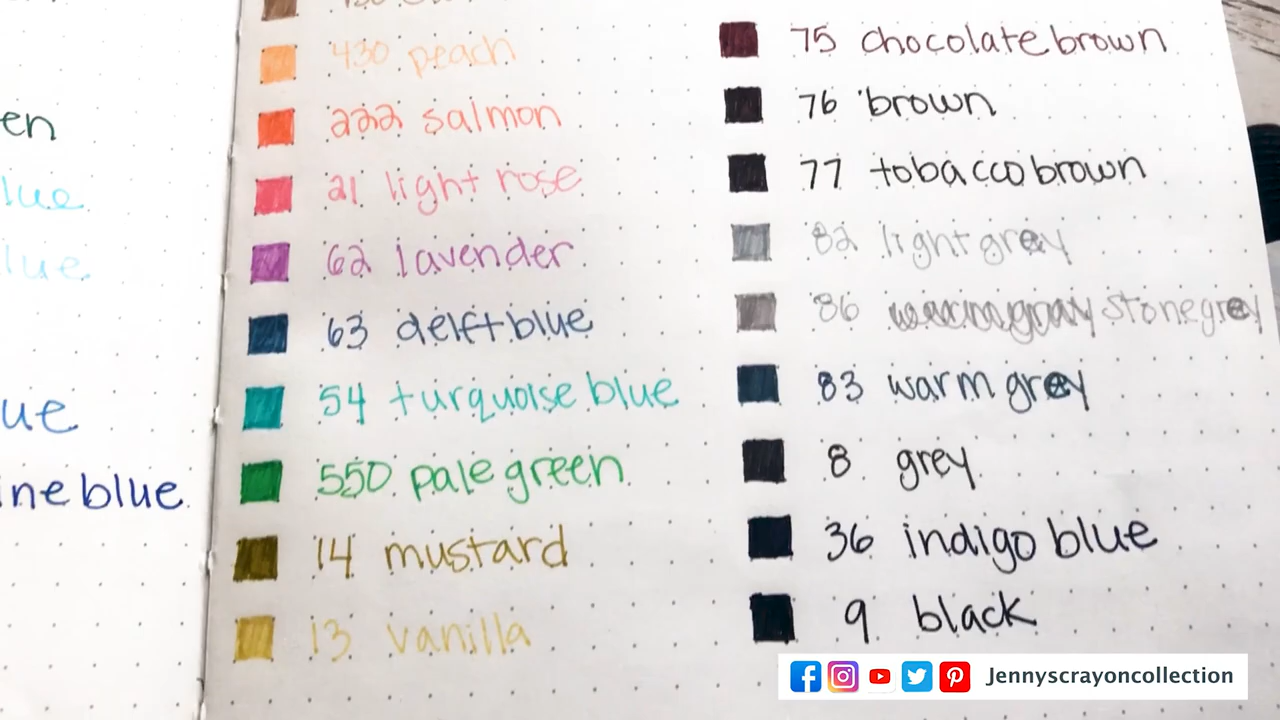 en
lue
lue
ue
ine blue
430 peach
222 salmon
21 light rose
62 lavender
63 delft blue
54 turquoise blue
550 pale green
14 mustard
13 vanilla
75 chocolate brown
76 brown
77 tobacco brown
82 light grey
86 stone grey
83 warm grey
8 grey
36 indigo blue
9 black
Jennyscrayoncollection